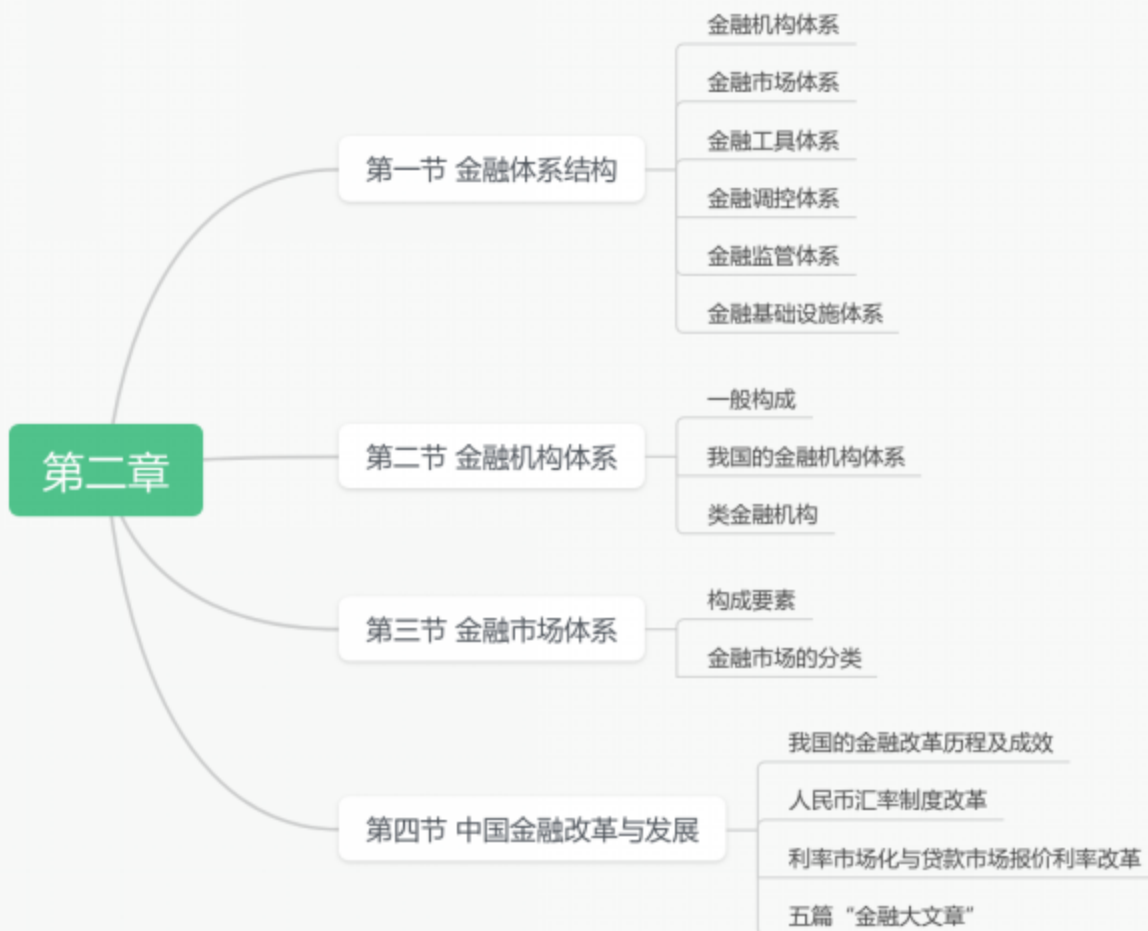 第二章
第一节 金融体系结构
金融机构体系
金融市场体系
金融工具体系
金融调控体系
金融监管体系
金融基础设施体系
第二节 金融机构体系
一般构成
我国的金融机构体系
类金融机构
第三节 金融市场体系
构成要素
金融市场的分类
第四节 中国金融改革与发展
我国的金融改革历程及成效
人民币汇率制度改革
利率市场化与贷款市场报价利率改革
五篇“金融大文章”